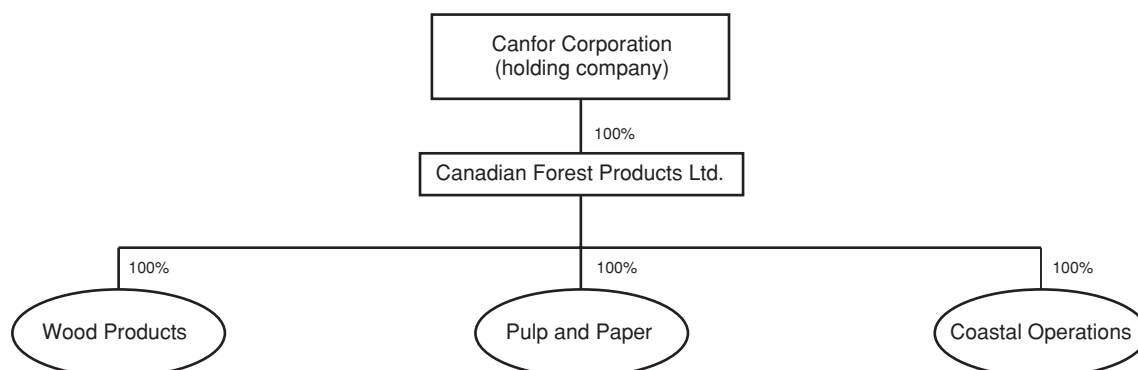 Canfor Corporation
(holding company)
100%
Canadian Forest Products Ltd.
100%
100%
100%
Wood Products
Pulp and Paper
Coastal Operations